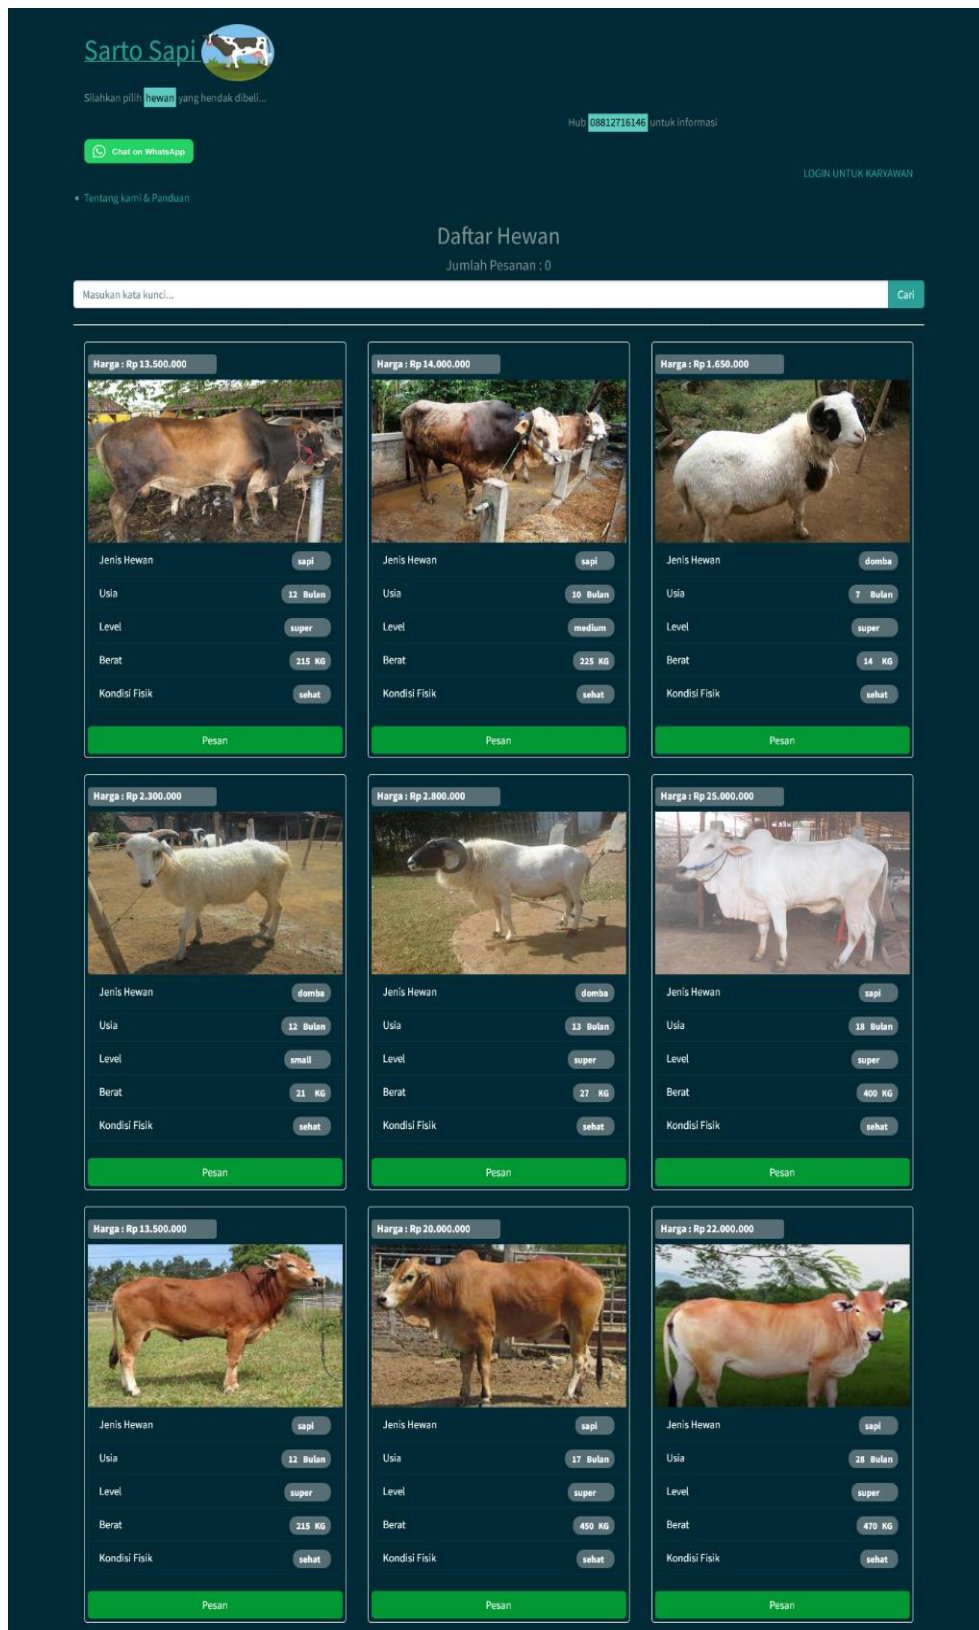 Sarto Sapi
Silahkan pilih hewan yang hendak dibeli...
Hub 08812716146 untuk informasi
Chat on WhatsApp
LOGIN UNTUK KARYAWAN
Tentang kami & Panduan
Daftar Hewan
Jumlah Pesanan : 0
Masukan kata kunci... Cari
Harga : Rp 13.500.000
Jenis Hewan sapi
Usia 12 Bulan
Level super
Berat 215 KG
Kondisi Fisik sehat
Pesan
Harga : Rp 14.000.000
Jenis Hewan sapi
Usia 10 Bulan
Level medium
Berat 225 KG
Kondisi Fisik sehat
Pesan
Harga : Rp 1.650.000
Jenis Hewan domba
Usia 7 Bulan
Level super
Berat 14 KG
Kondisi Fisik sehat
Pesan
Harga : Rp 2.300.000
Jenis Hewan domba
Usia 12 Bulan
Level small
Berat 21 KG
Kondisi Fisik sehat
Pesan
Harga : Rp 2.800.000
Jenis Hewan domba
Usia 13 Bulan
Level super
Berat 27 KG
Kondisi Fisik sehat
Pesan
Harga : Rp 25.000.000
Jenis Hewan sapi
Usia 18 Bulan
Level super
Berat 400 KG
Kondisi Fisik sehat
Pesan
Harga : Rp 13.500.000
Jenis Hewan sapi
Usia 12 Bulan
Level super
Berat 215 KG
Kondisi Fisik sehat
Pesan
Harga : Rp 20.000.000
Jenis Hewan sapi
Usia 17 Bulan
Level super
Berat 450 KG
Kondisi Fisik sehat
Pesan
Harga : Rp 22.000.000
Jenis Hewan sapi
Usia 28 Bulan
Level super
Berat 470 KG
Kondisi Fisik sehat
Pesan